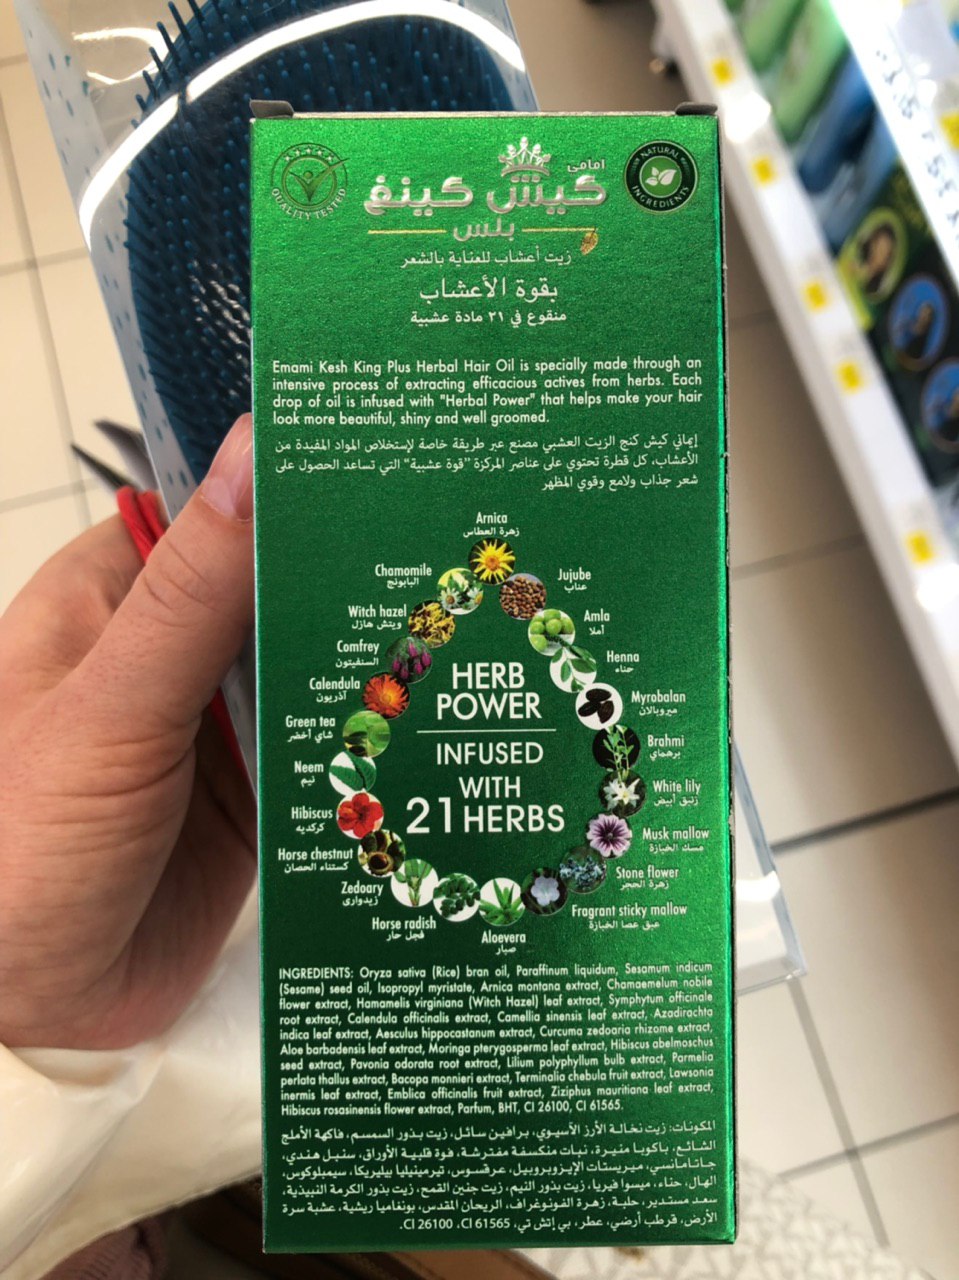 QUALITY TESTED
امامى
كيش كينغ
بلس
NATURAL INGREDIENTS
زيت أعشاب للعناية بالشعر
بقوة الأعشاب
منقوع في ٢١ مادة عشبية
Emami Kesh King Plus Herbal Hair Oil is specially made through an
intensive process of extracting efficacious actives from herbs. Each
drop of oil is infused with "Herbal Power" that helps make your hair
look more beautiful, shiny and well groomed.
إيماني كيش كنج الزيت العشبي مصنع عبر طريقة خاصة لإستخلاص المواد المفيدة من
الأعشاب، كل قطرة تحتوي على عناصر المركزة "قوة عشبية" التي تساعد الحصول على
شعر جذاب ولامع وقوي المظهر
Arnica
زهرة العطاس
Chamomile
البابونج
Jujube
عناب
Witch hazel
ويتش هازل
Amla
أملا
Comfrey
السنفيتون
Henna
حناء
Calendula
آذريون
Myrobalan
ميروبالان
Green tea
شاي أخضر
Brahmi
برهماي
Neem
نيم
White lily
زنبق أبيض
Hibiscus
كركديه
Musk mallow
مسك الخبازة
Horse chestnut
كستناء الحصان
Stone flower
زهرة الحجر
Zedoary
زيدوارى
Fragrant sticky mallow
عبق عصا الخبازة
Horse radish
فجل حار
Aloevera
صبار
HERB
POWER
INFUSED
WITH
21 HERBS
INGREDIENTS: Oryza sativa (Rice) bran oil, Paraffinum liquidum, Sesamum indicum
(Sesame) seed oil, Isopropyl myristate, Arnica montana extract, Chamaemelum nobile
flower extract, Hamamelis virginiana (Witch Hazel) leaf extract, Symphytum officinale
root extract, Calendula officinalis extract, Camellia sinensis leaf extract, Azadirachta
indica leaf extract, Aesculus hippocastanum extract, Curcuma zedoaria rhizome extract,
Aloe barbadensis leaf extract, Moringa pterygosperma leaf extract, Hibiscus abelmoschus
seed extract, Pavonia odorata root extract, Lilium polyphyllum bulb extract, Parmelia
perlata thallus extract, Bacopa monnieri extract, Terminalia chebula fruit extract, Lawsonia
inermis leaf extract, Emblica officinalis fruit extract, Ziziphus mauritiana leaf extract,
Hibiscus rosasinensis flower extract, Parfum, BHT, CI 26100, CI 61565.
المكونات: زيت نخالة الأرز الآسيوي، برافين سائل، زيت بذور السمسم، فاكهة الأملج
الشائع، باكوبا منيرة، نبات منكسفة مفترشة، فوة قلبية الأوراق، سنبل هندي،
جاتامانسي، ميريستات الإيزوبروبيل، عرقسوس، تيرمينيليا بيليريكا، سيمبلوكوس،
الهال، حناء، ميسوا فيريا، زيت بذور النيم، زيت جنين القمح، زيت بذور الكرمة النبيذية،
سعد مستدير، حلبة، زهرة الفونوغراف، الريحان المقدس، بونغاميا ريشية، عشبة سرة
الأرض، قرطب أرضي، عطر، بي إتش تي، CI 26100، CI 61565.